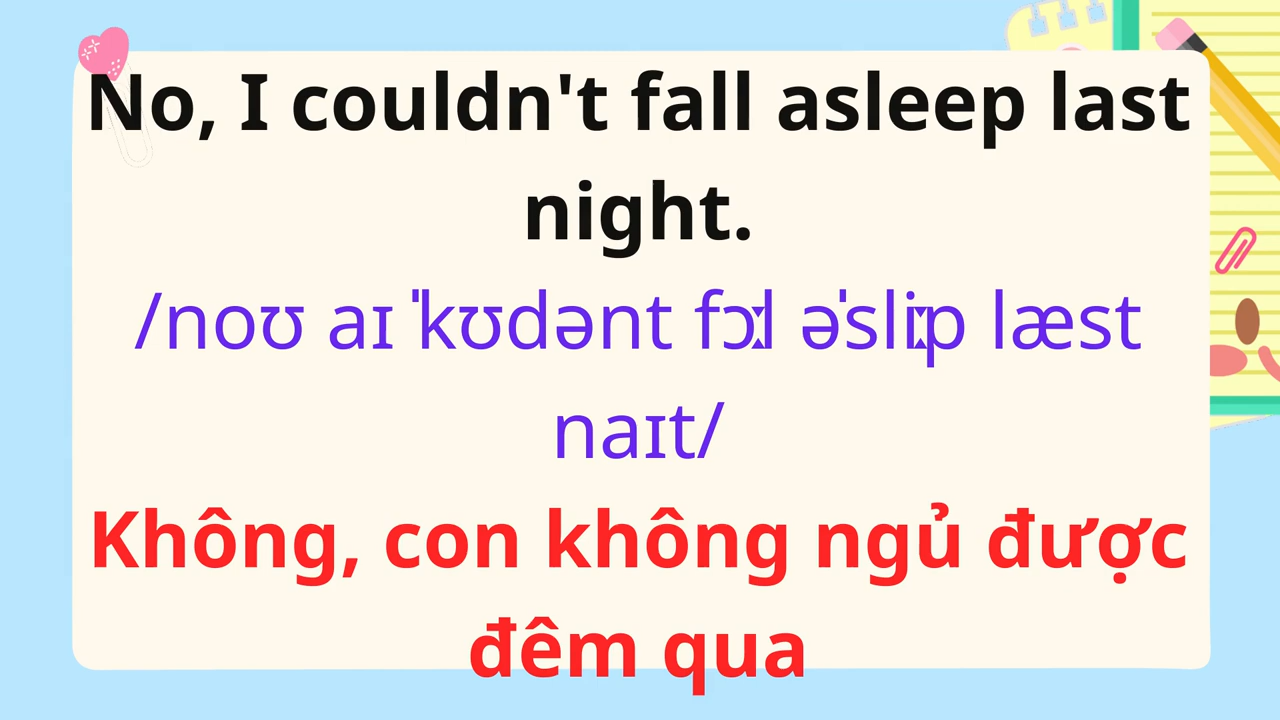 No, I couldn't fall asleep last
night.
/noʊ aɪ ˈkʊdənt fɔːl əˈsliːp læst
naɪt/
Không, con không ngủ được
đêm qua